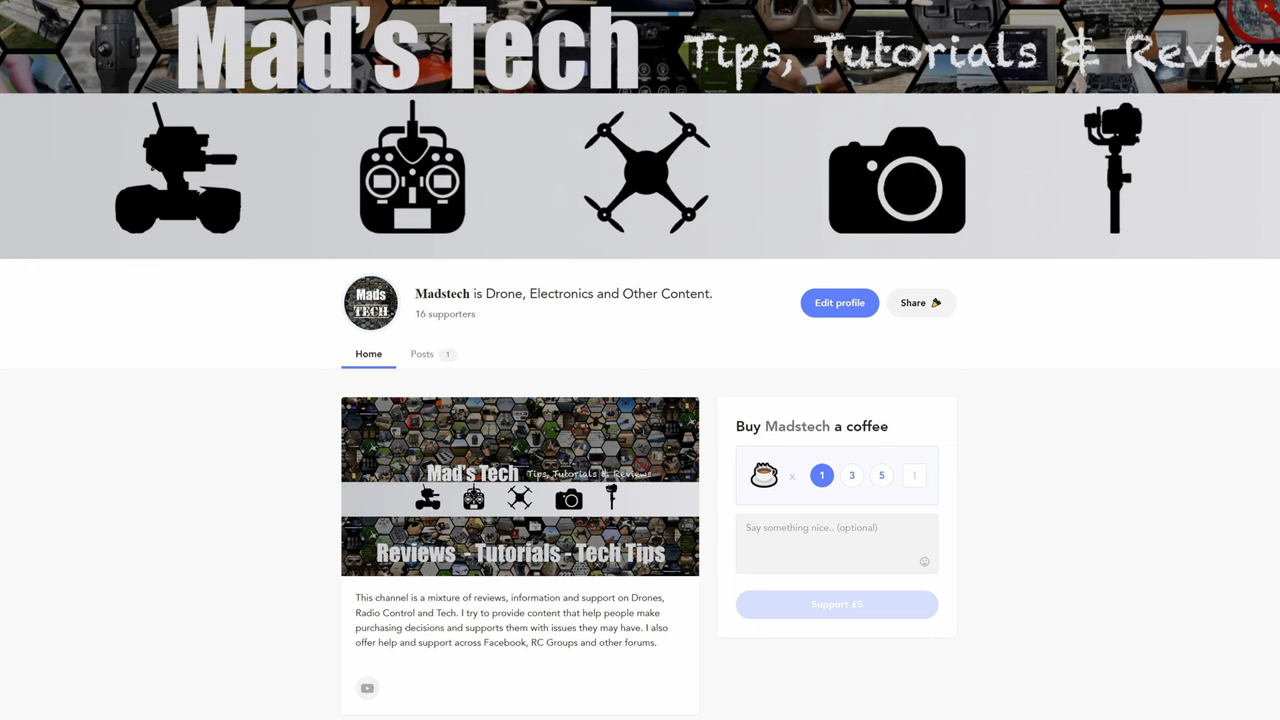 Mad's Tech Tips, Tutorials & Review
Mads
TECH
Madstech is Drone, Electronics and Other Content.
16 supporters
Edit profile
Share
Home
Posts 1
Mad's Tech Tips, Tutorials & Reviews
Reviews - Tutorials - Tech Tips
This channel is a mixture of reviews, information and support on Drones,
Radio Control and Tech. I try to provide content that help people make
purchasing decisions and supports them with issues they may have. I also
offer help and support across Facebook, RC Groups and other forums.
Buy Madstech a coffee
x 1 3 5 1
Say something nice.. (optional)
Support £5